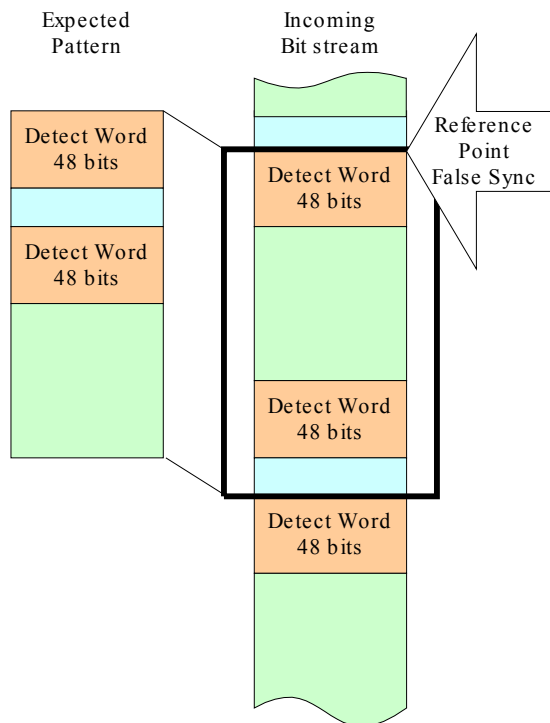 Expected
Pattern
Incoming
Bit stream
Detect Word
48 bits
Detect Word
48 bits
Reference
Point
False Sync
Detect Word
48 bits
Detect Word
48 bits
Detect Word
48 bits